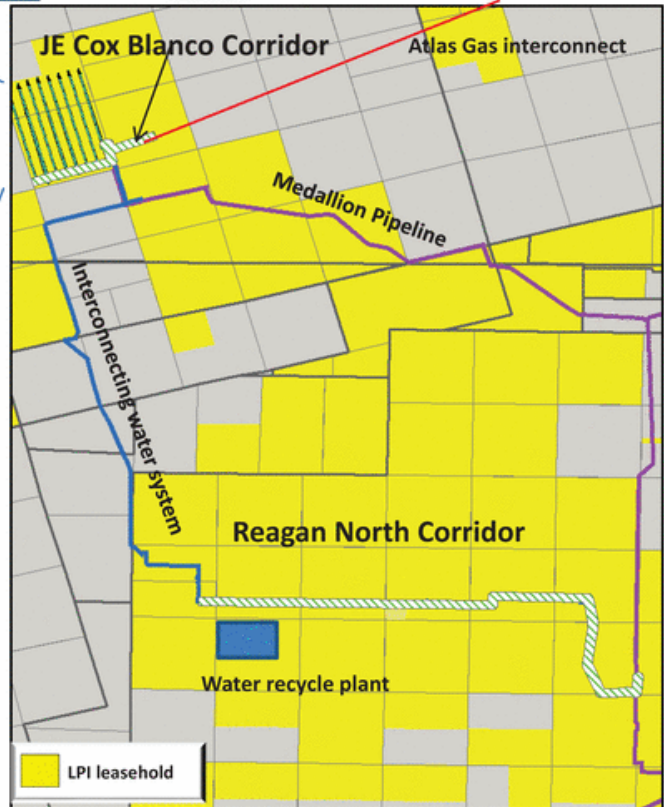 JE Cox Blanco Corridor
Atlas Gas interconnect
Medallion Pipeline
Interconnecting water system
Reagan North Corridor
Water recycle plant
LPI leasehold